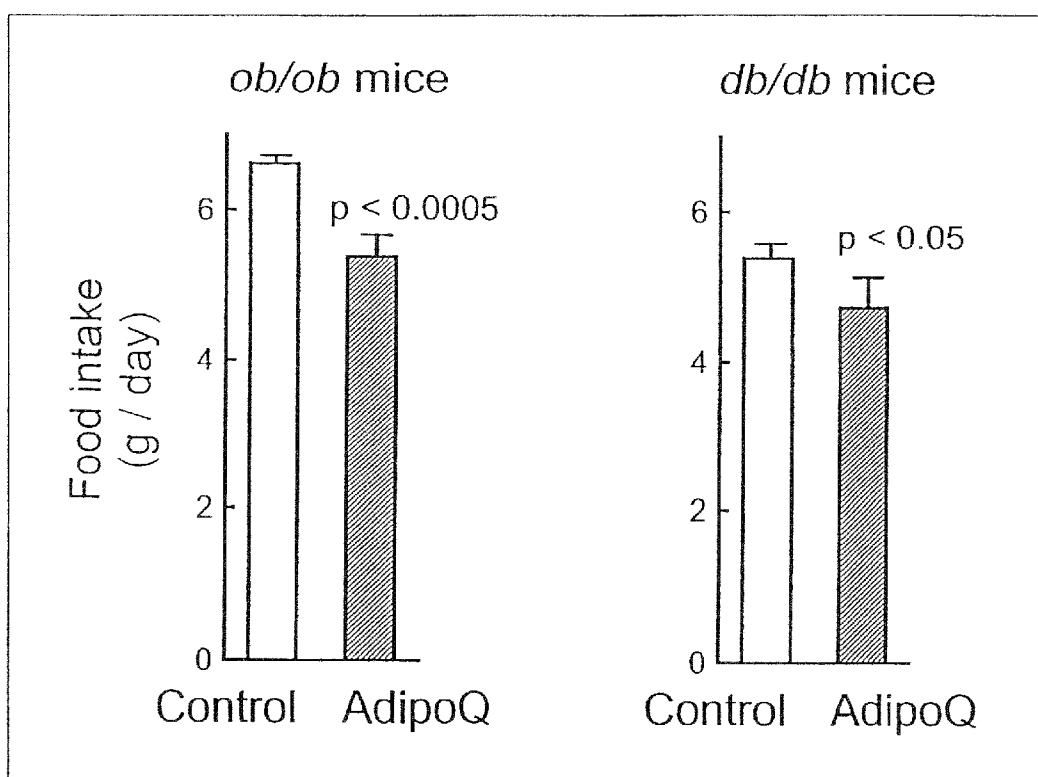 ob/ob mice
db/db mice
Food intake
(g / day)
6
4
2
0
p < 0.0005
Control AdipoQ
6
4
2
0
p < 0.05
Control AdipoQ